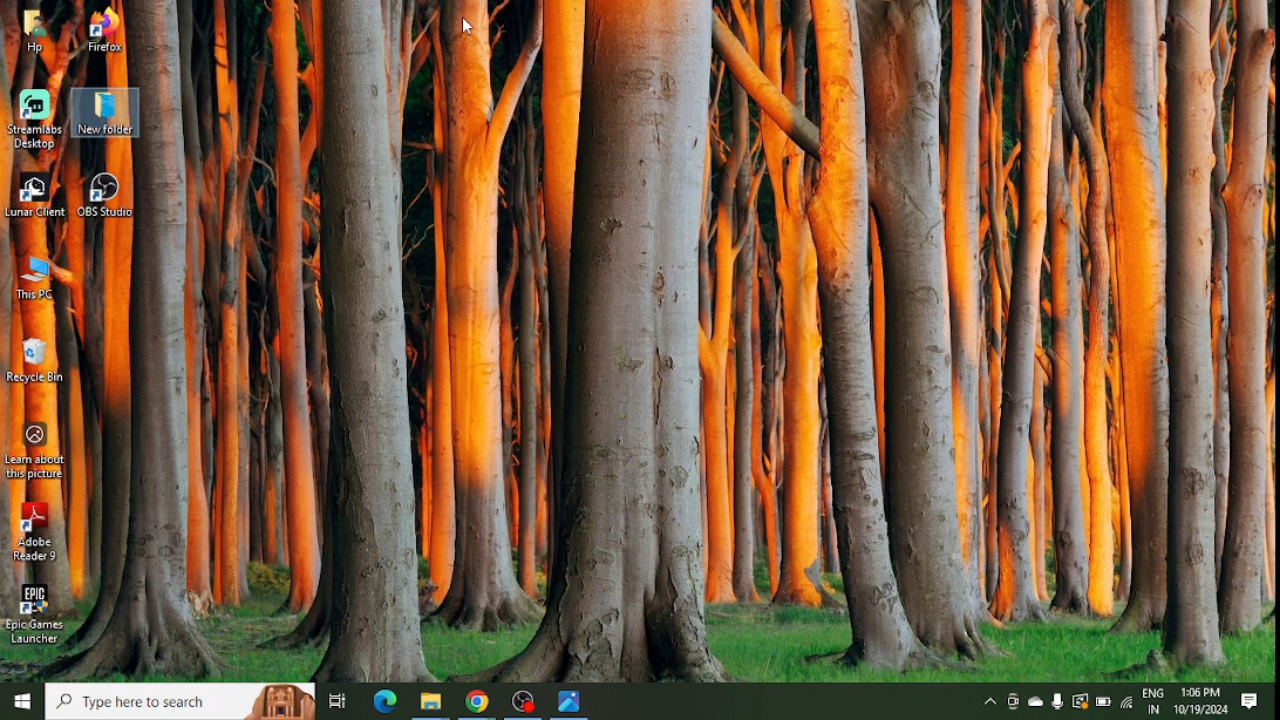 Hp
Firefox
Streamlabs
Desktop
New folder
Lunar Client
OBS Studio
This PC
Recycle Bin
Learn about
this picture
Adobe
Reader 9
EPIC
GAMES
Epic Games
Launcher
Type here to search
ENG
IN
1:06 PM
10/19/2024